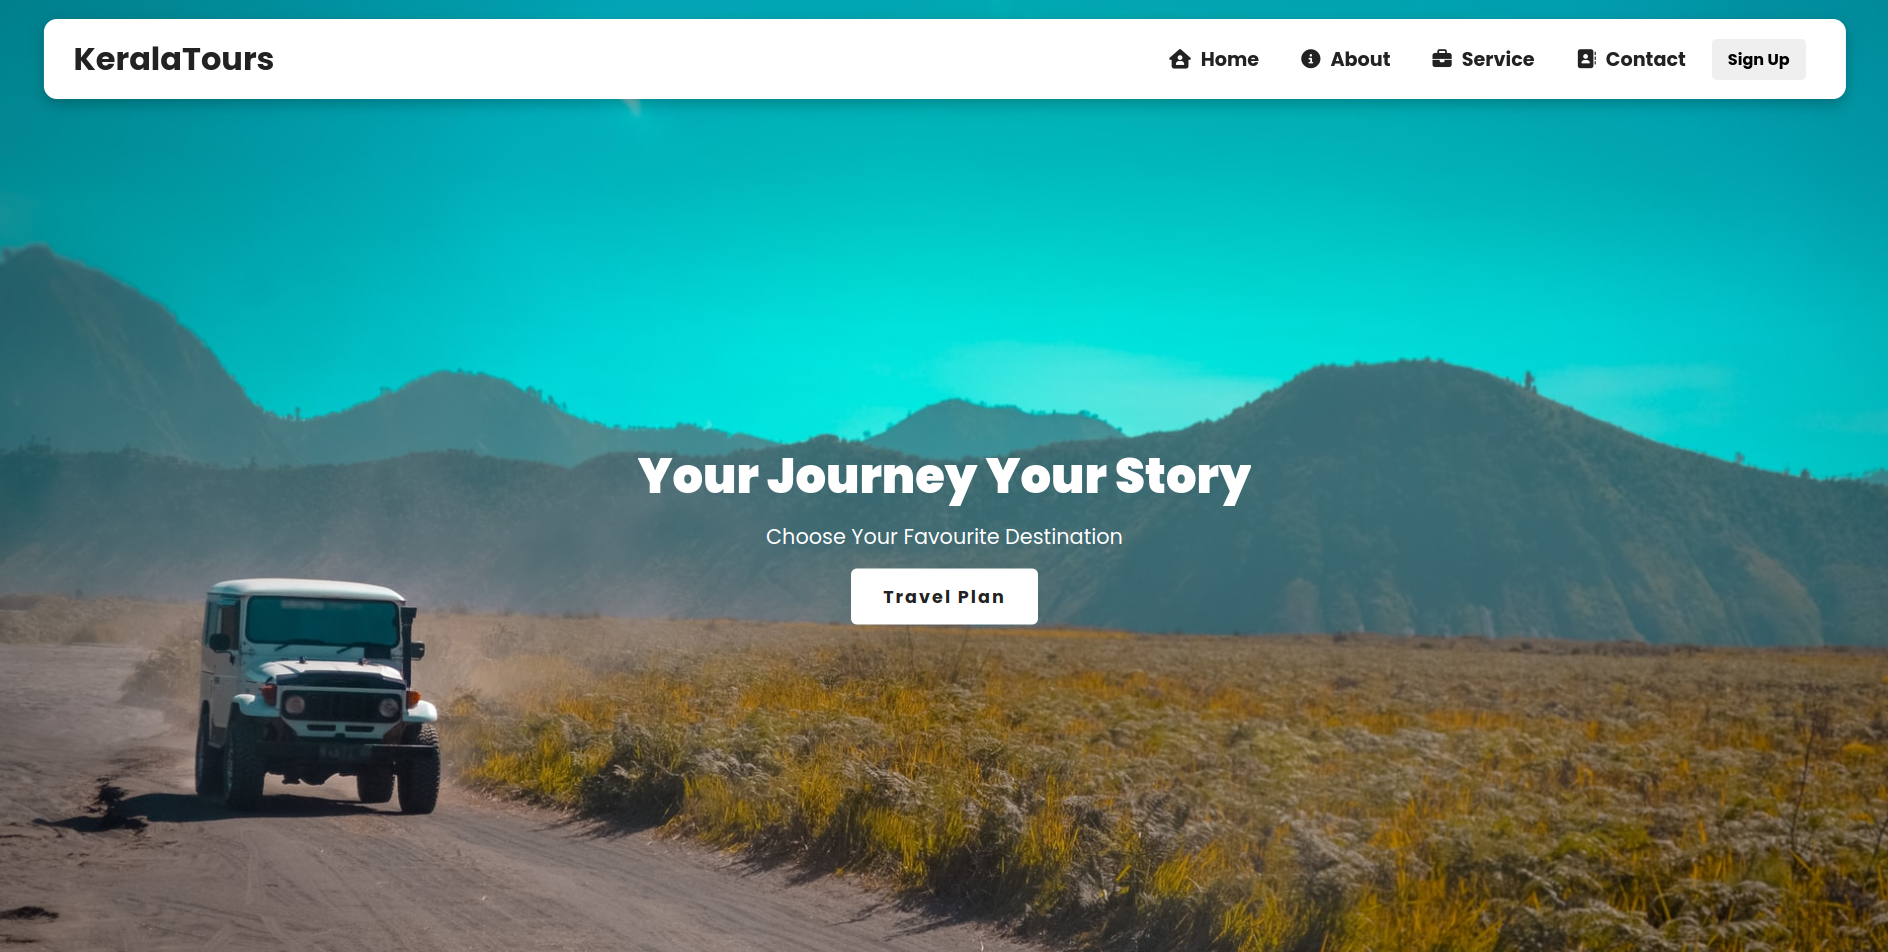 KeralaTours
Home About Service Contact Sign Up
Your Journey Your Story
Choose Your Favourite Destination
Travel Plan